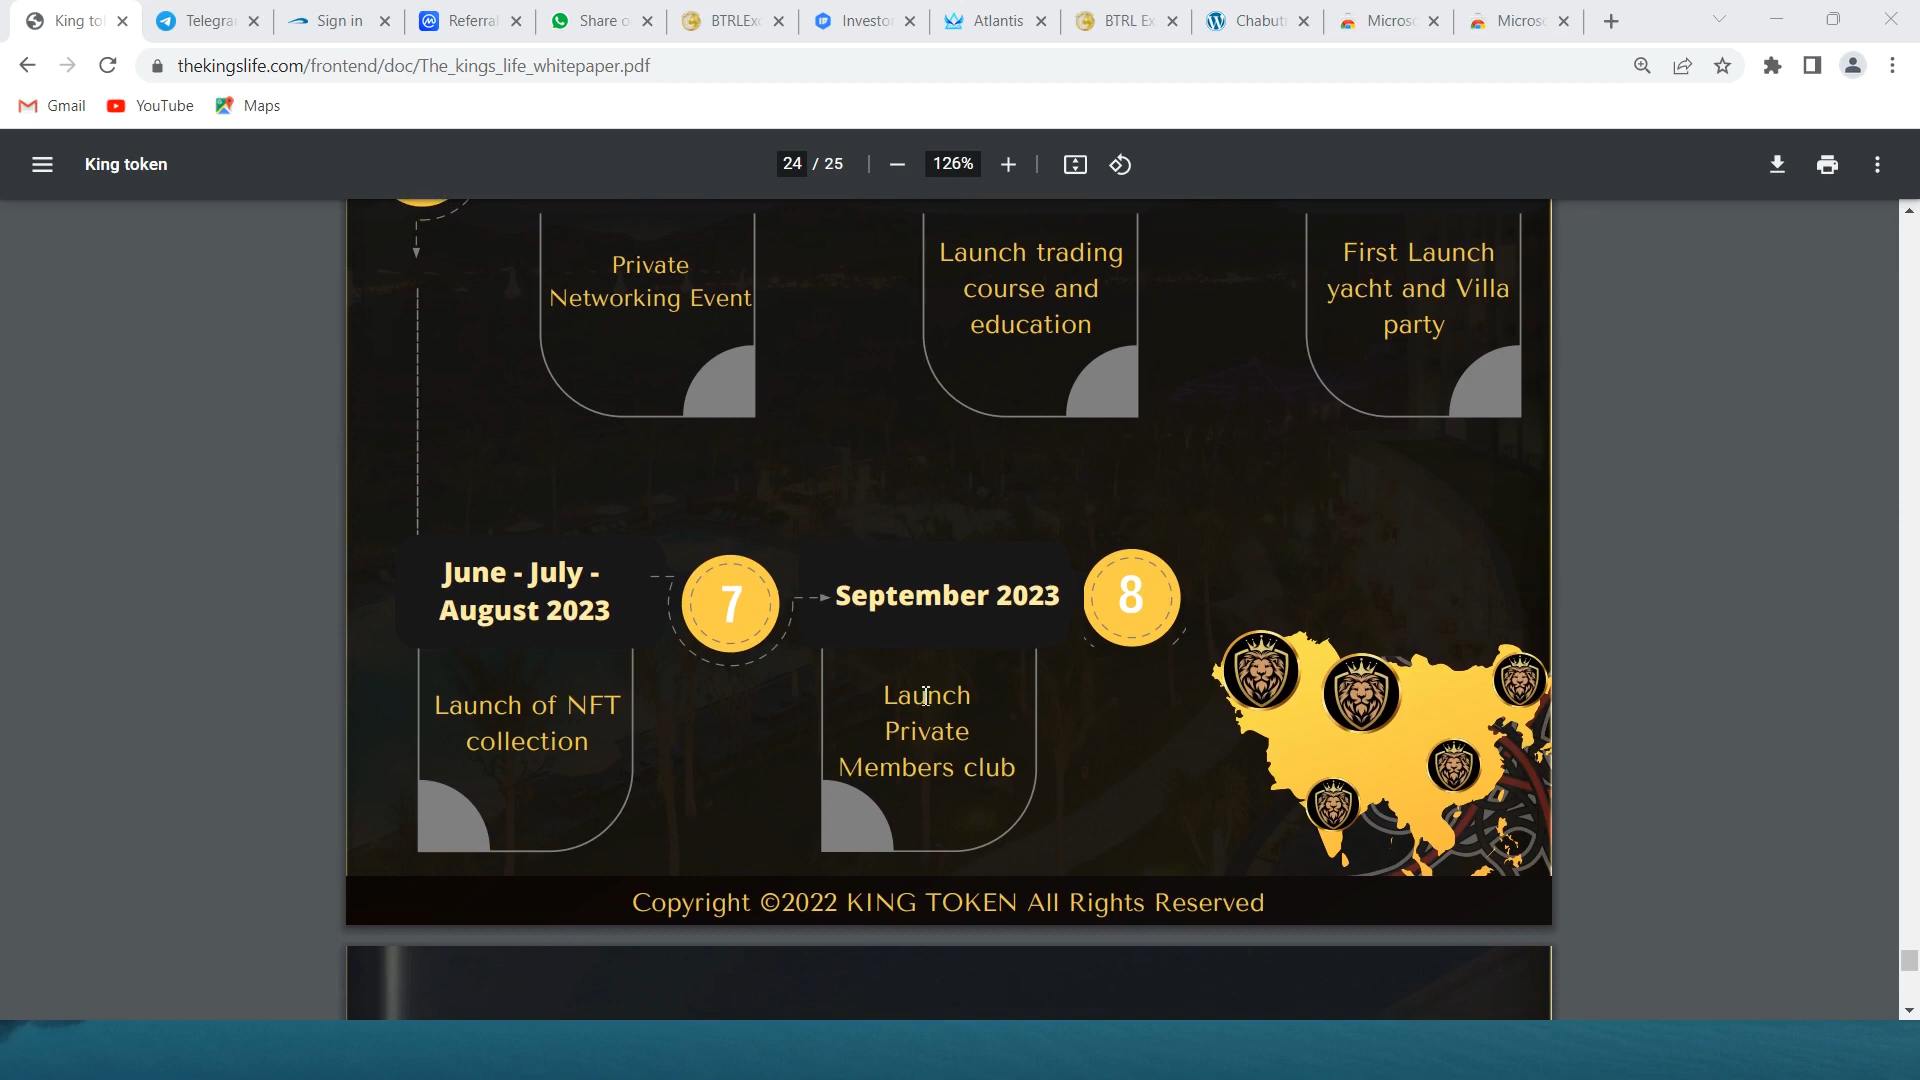 King to
Telegra
Sign in
Referral
Share o
BTRLExc
Investor
Atlantis
BTRL Ex
Chabut
Micros
Micros
thekingslife.com/frontend/doc/The_kings_life_whitepaper.pdf
Gmail
YouTube
Maps
King token
24 / 25
126%
Private
Networking Event
Launch trading
course and
education
First Launch
yacht and Villa
party
June - July -
August 2023
7
September 2023
8
Launch of NFT
collection
Launch
Private
Members club
Copyright ©2022 KING TOKEN All Rights Reserved